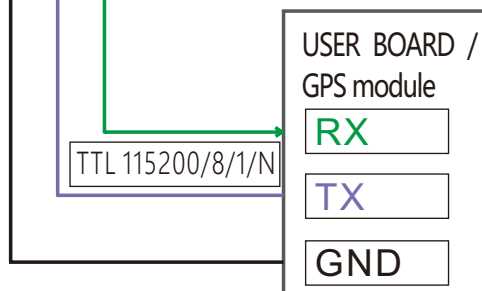 USER BOARD /
GPS module
RX
TTL 115200/8/1/N
TX
GND